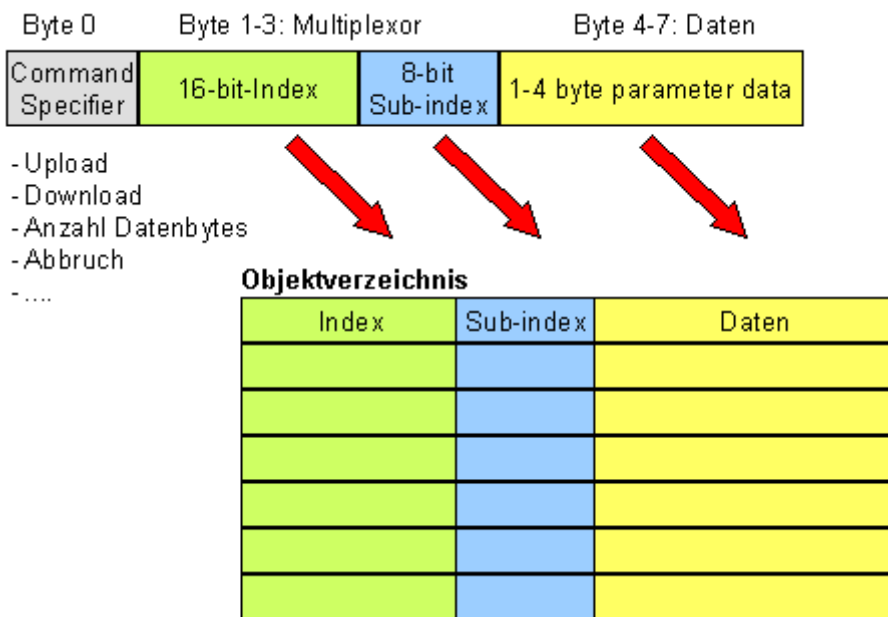 Byte 0 Byte 1-3: Multiplexor Byte 4-7: Daten
Command Specifier
16-bit-Index
8-bit Sub-index
1-4 byte parameter data
- Upload
- Download
- Anzahl Datenbytes
- Abbruch
- ....
Objektverzeichnis
Index Sub-index Daten